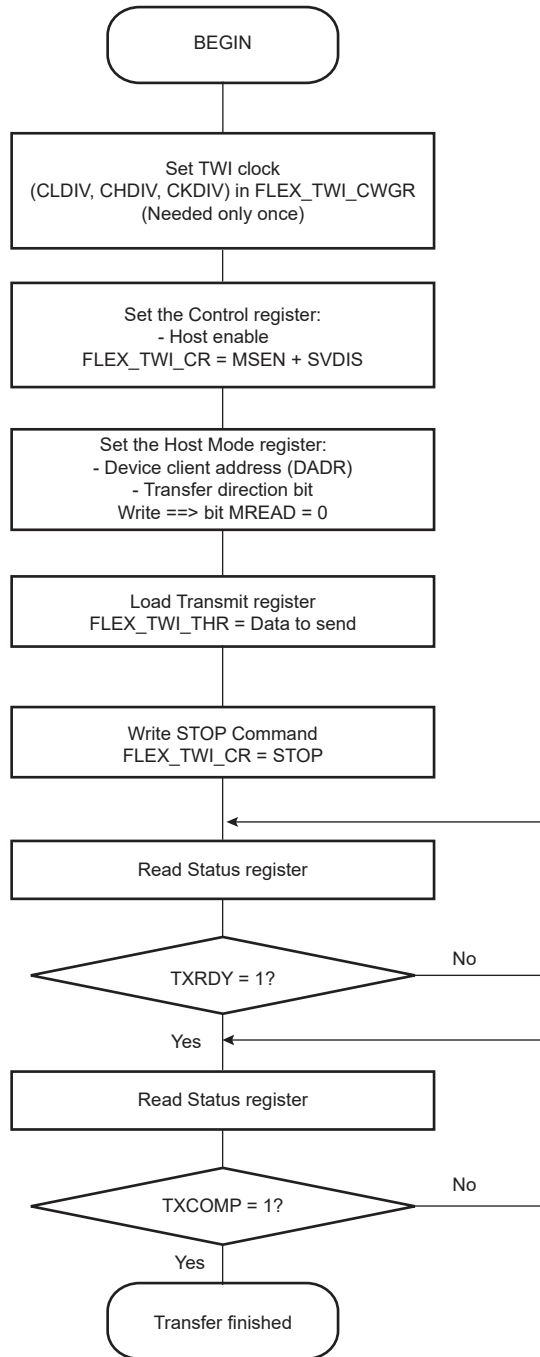 BEGIN
Set TWI clock
(CLDIV, CHDIV, CKDIV) in FLEX_TWI_CWGR
(Needed only once)
Set the Control register:
- Host enable
FLEX_TWI_CR = MSEN + SVDIS
Set the Host Mode register:
- Device client address (DADR)
- Transfer direction bit
Write ==> bit MREAD = 0
Load Transmit register
FLEX_TWI_THR = Data to send
Write STOP Command
FLEX_TWI_CR = STOP
Read Status register
TXRDY = 1?
No
Yes
Read Status register
TXCOMP = 1?
No
Yes
Transfer finished